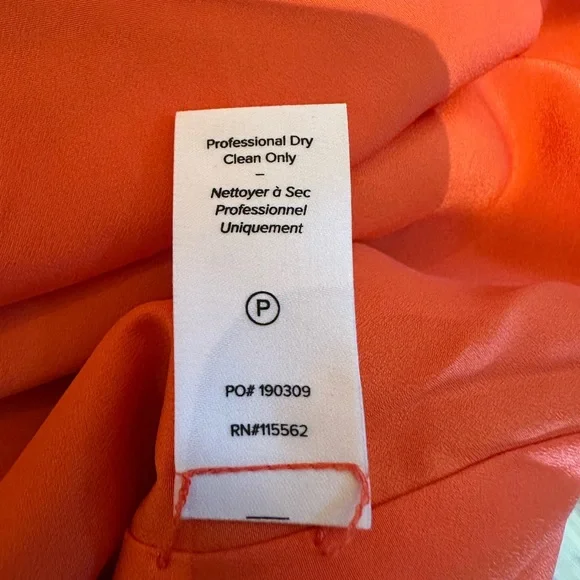 Professional Dry
Clean Only
–
Nettoyer à Sec
Professionnel
Uniquement
P
PO# 190309
RN#115562